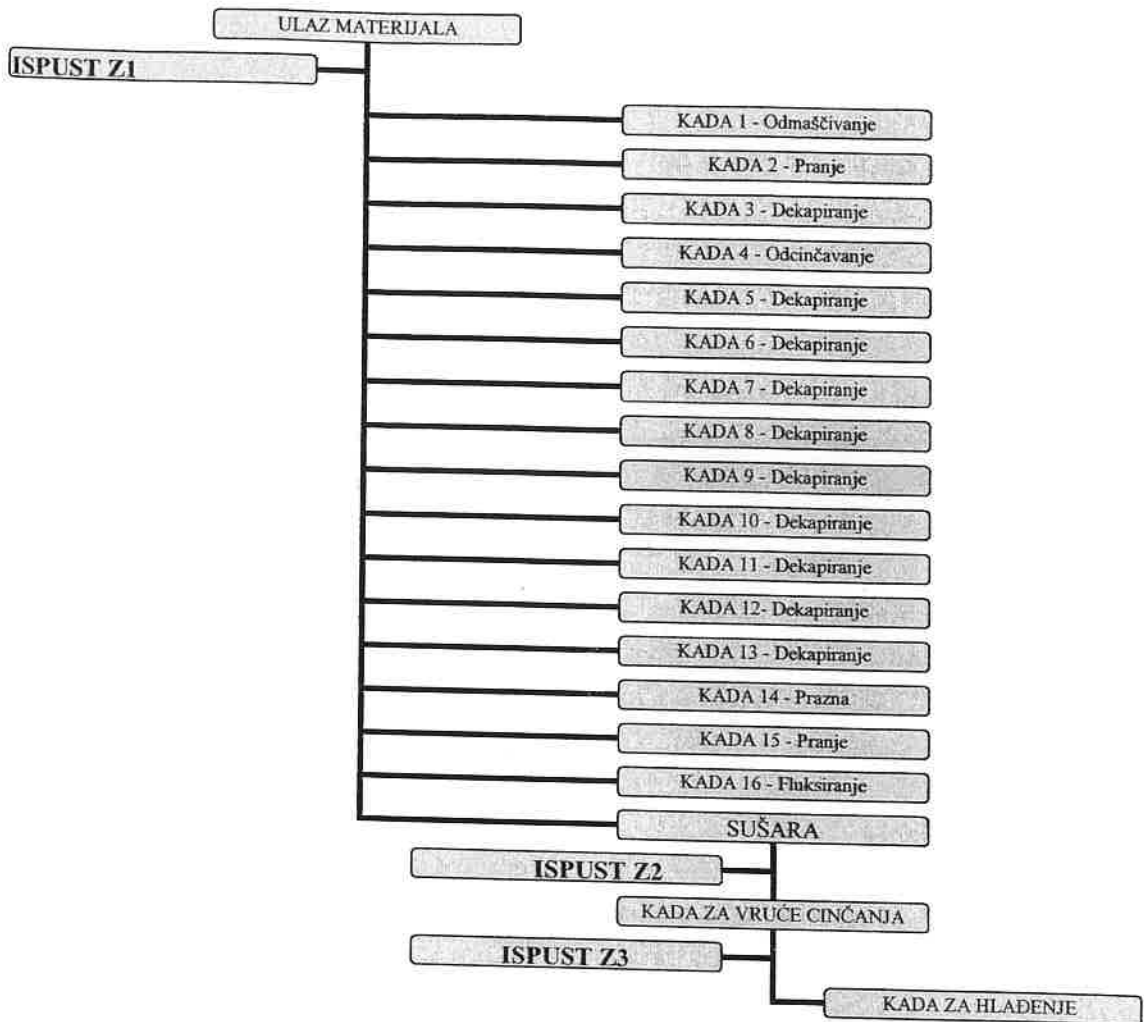 ULAZ MATERIJALA
ISPUST Z1
KADA 1 - Odmaščivanje
KADA 2 - Pranje
KADA 3 - Dekapiranje
KADA 4 - Odcinčavanje
KADA 5 - Dekapiranje
KADA 6 - Dekapiranje
KADA 7 - Dekapiranje
KADA 8 - Dekapiranje
KADA 9 - Dekapiranje
KADA 10 - Dekapiranje
KADA 11 - Dekapiranje
KADA 12- Dekapiranje
KADA 13 - Dekapiranje
KADA 14 - Prazna
KADA 15 - Pranje
KADA 16 - Fluksiranje
SUŠARA
ISPUST Z2
KADA ZA VRUĆE CINČANJA
ISPUST Z3
KADA ZA HLAĐENJE